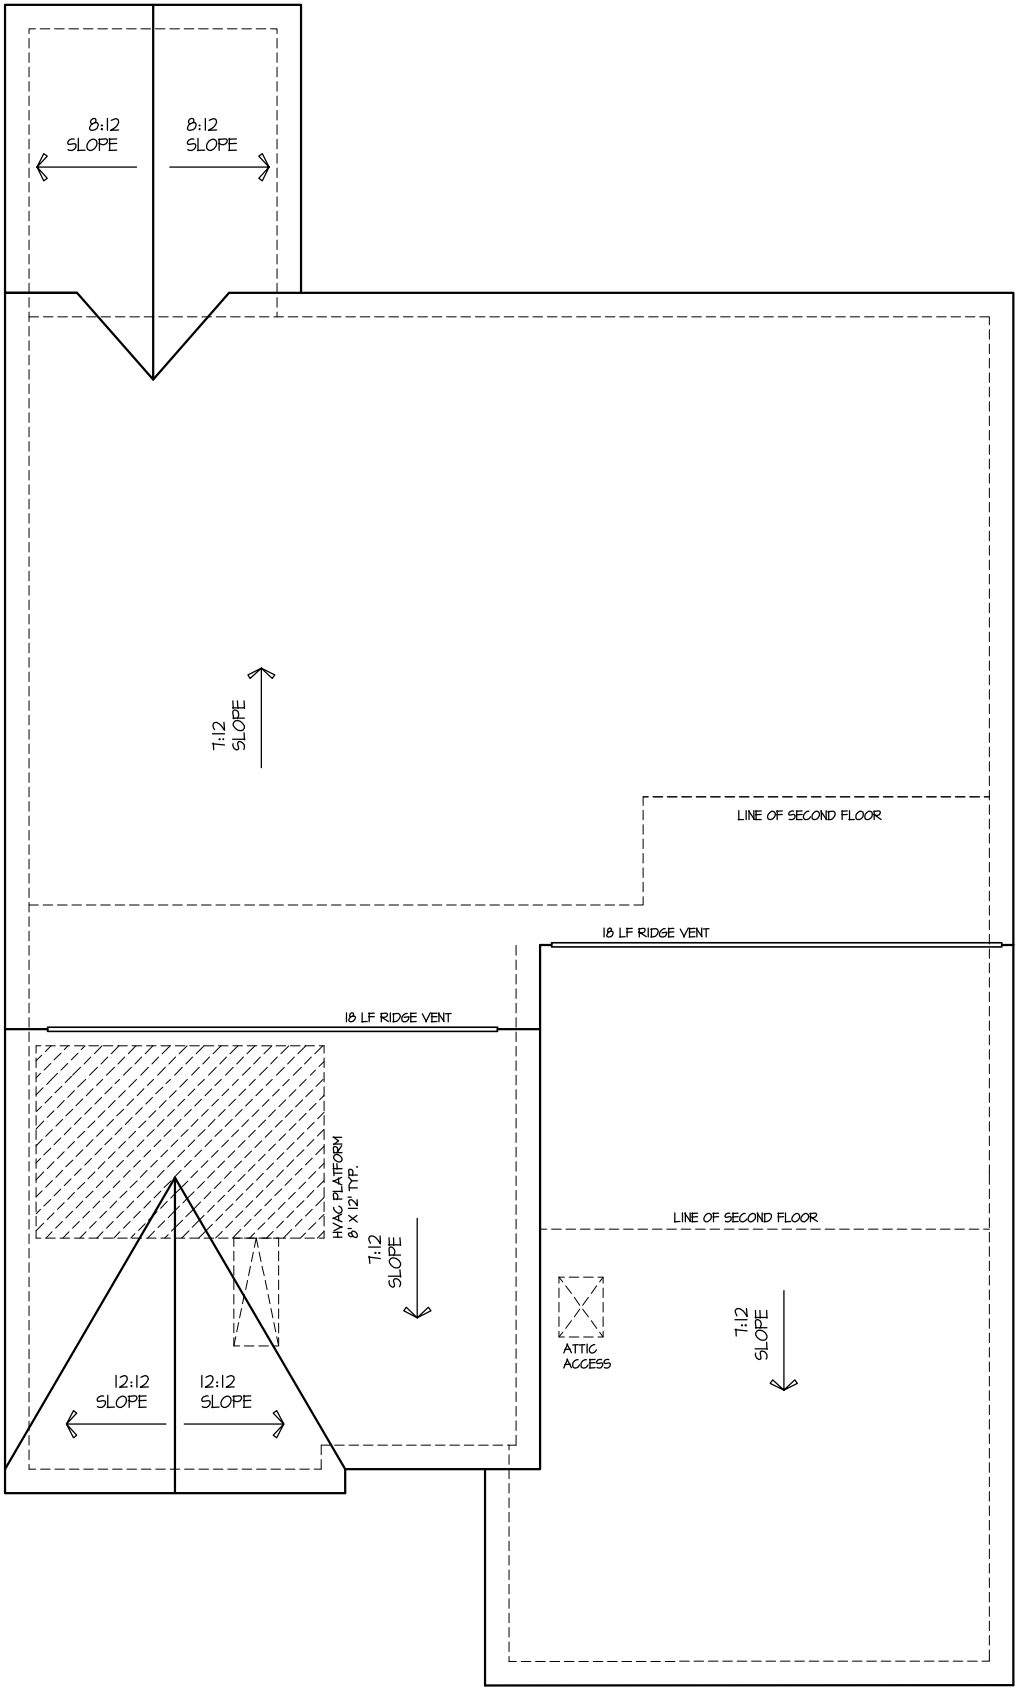 8:12
SLOPE
8:12
SLOPE
7:12
SLOPE
LINE OF SECOND FLOOR
18 LF RIDGE VENT
18 LF RIDGE VENT
HVAC PLATFORM
8' X 12' TYP.
7:12
SLOPE
LINE OF SECOND FLOOR
7:12
SLOPE
ATTIC
ACCESS
12:12
SLOPE
12:12
SLOPE